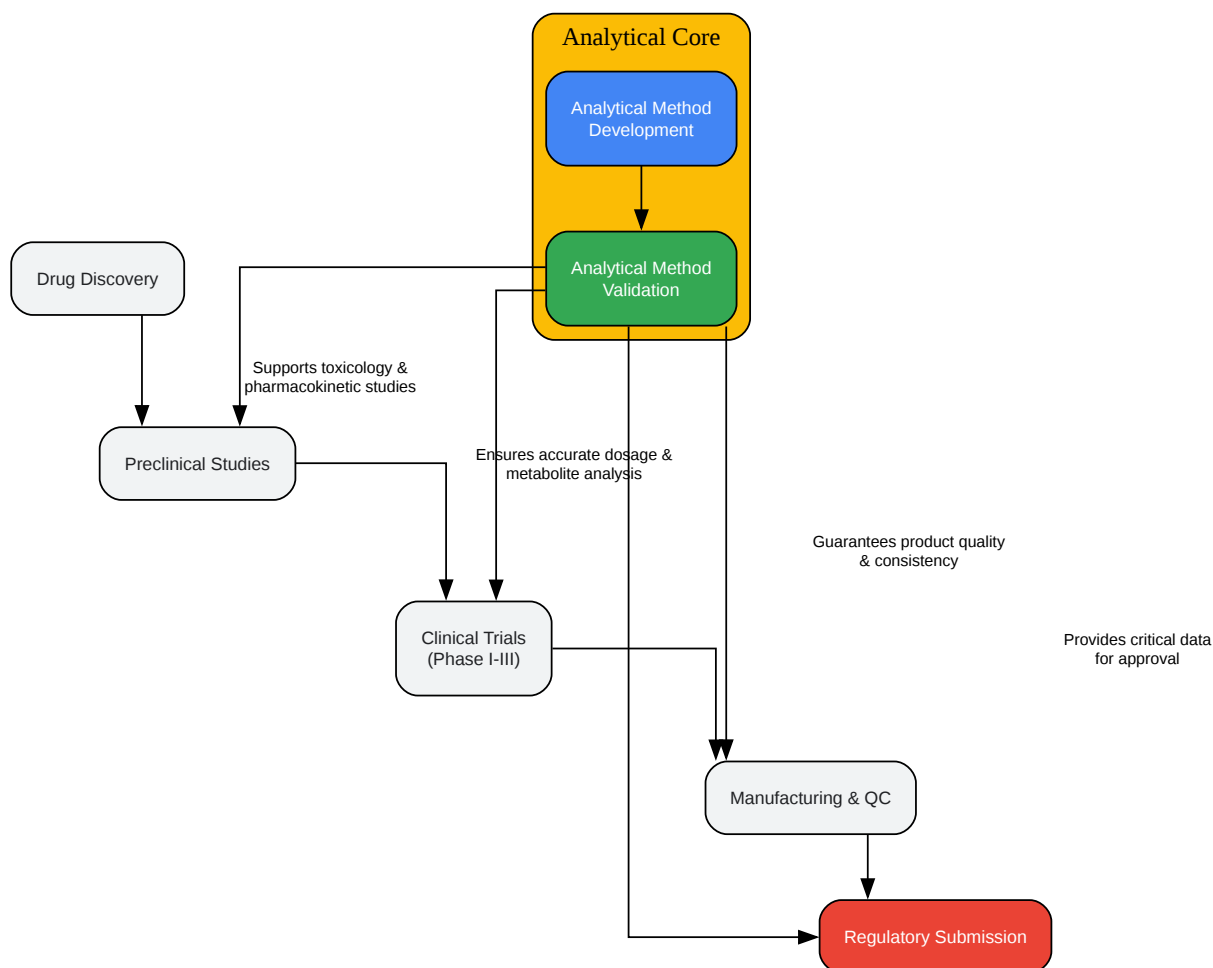 Analytical Core
Analytical Method
Development
Analytical Method
Validation
Drug Discovery
Supports toxicology &
pharmacokinetic studies
Preclinical Studies
Ensures accurate dosage &
metabolite analysis
Guarantees product quality
& consistency
Clinical Trials
(Phase I-III)
Provides critical data
for approval
Manufacturing & QC
Regulatory Submission